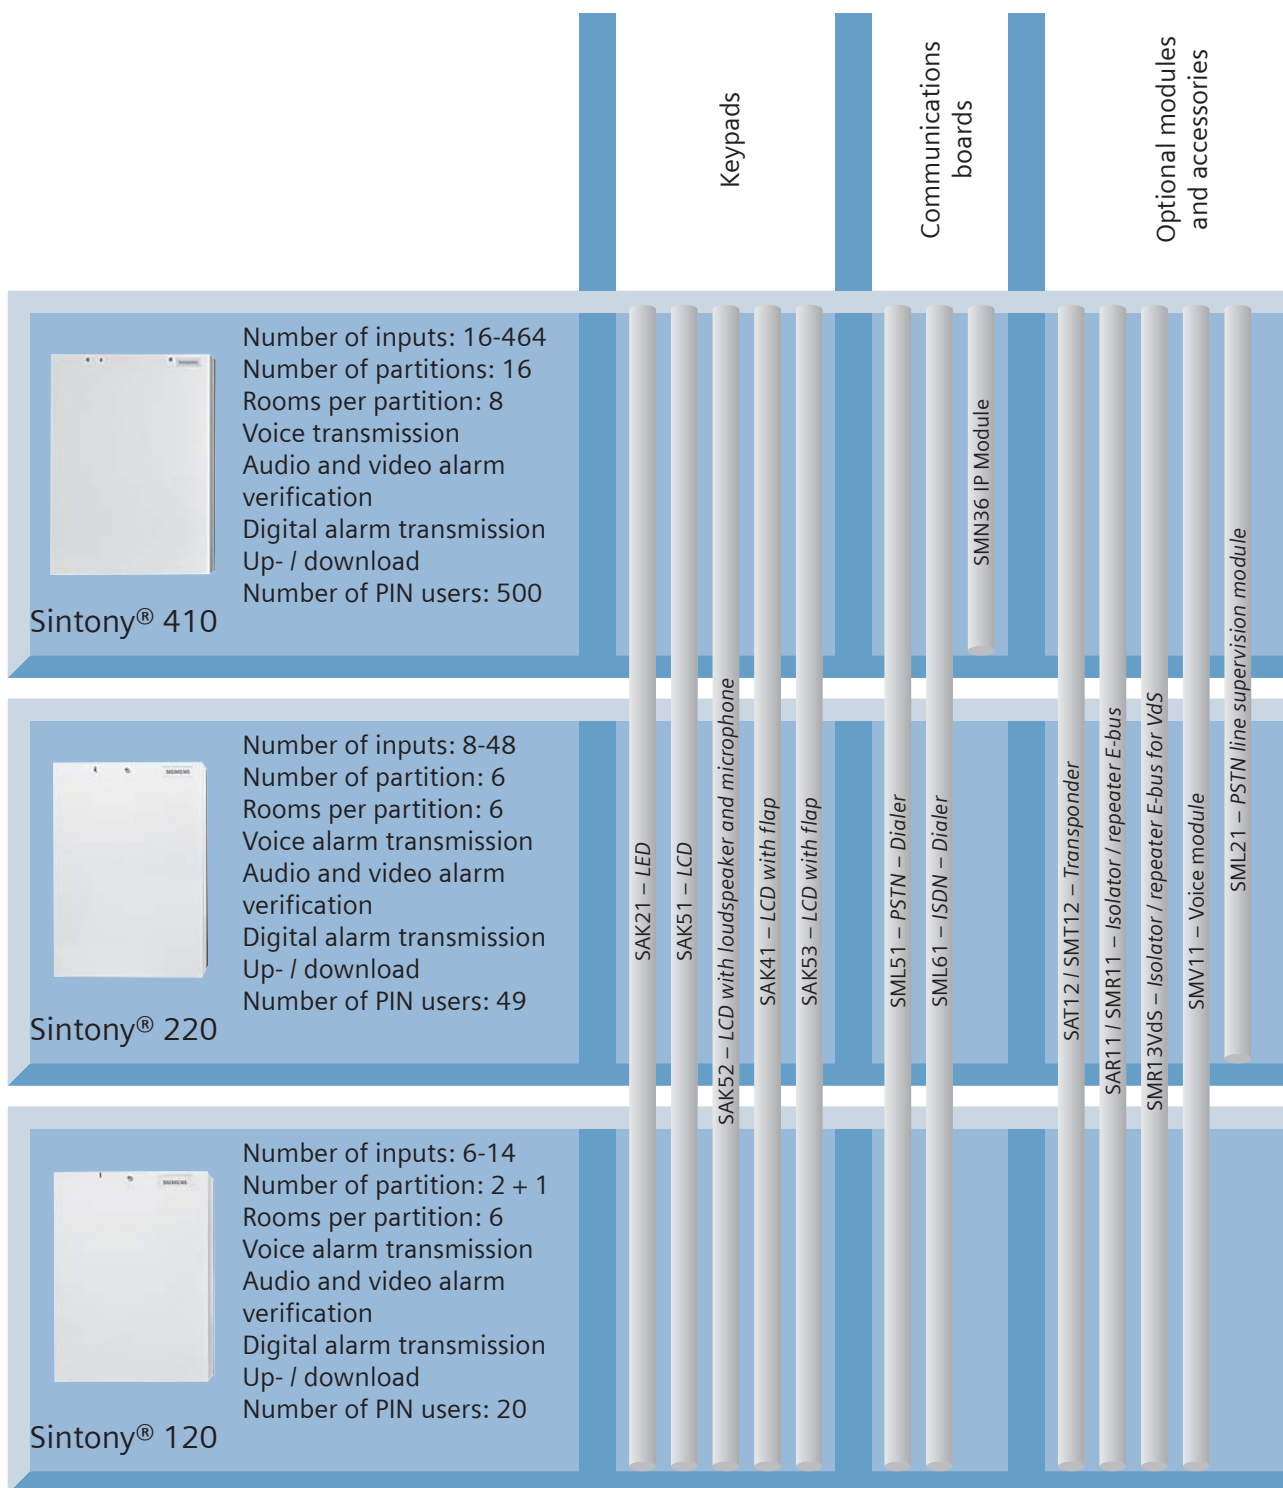 Keypads
Communications
boards
Optional modules
and accessories
SIEMENS
Number of inputs: 16-464
Number of partitions: 16
Rooms per partition: 8
Voice transmission
Audio and video alarm
verification
Digital alarm transmission
Up- / download
Number of PIN users: 500
Sintony® 410
SIEMENS
Number of inputs: 8-48
Number of partition: 6
Rooms per partition: 6
Voice alarm transmission
Audio and video alarm
verification
Digital alarm transmission
Up- / download
Number of PIN users: 49
Sintony® 220
SIEMENS
Number of inputs: 6-14
Number of partition: 2 + 1
Rooms per partition: 6
Voice alarm transmission
Audio and video alarm
verification
Digital alarm transmission
Up- / download
Number of PIN users: 20
Sintony® 120
SAK21 – LED
SAK51 – LCD
SAK52 – LCD with loudspeaker and microphone
SAK41 – LCD with flap
SAK53 – LCD with flap
SML51 – PSTN – Dialer
SML61 – ISDN – Dialer
SMN36 IP Module
SAT12 / SMT12 – Transponder
SAR11 / SMR11 – Isolator / repeater E-bus
SMR13VdS – Isolator / repeater E-bus for VdS
SMV11 – Voice module
SML21 – PSTN line supervision module